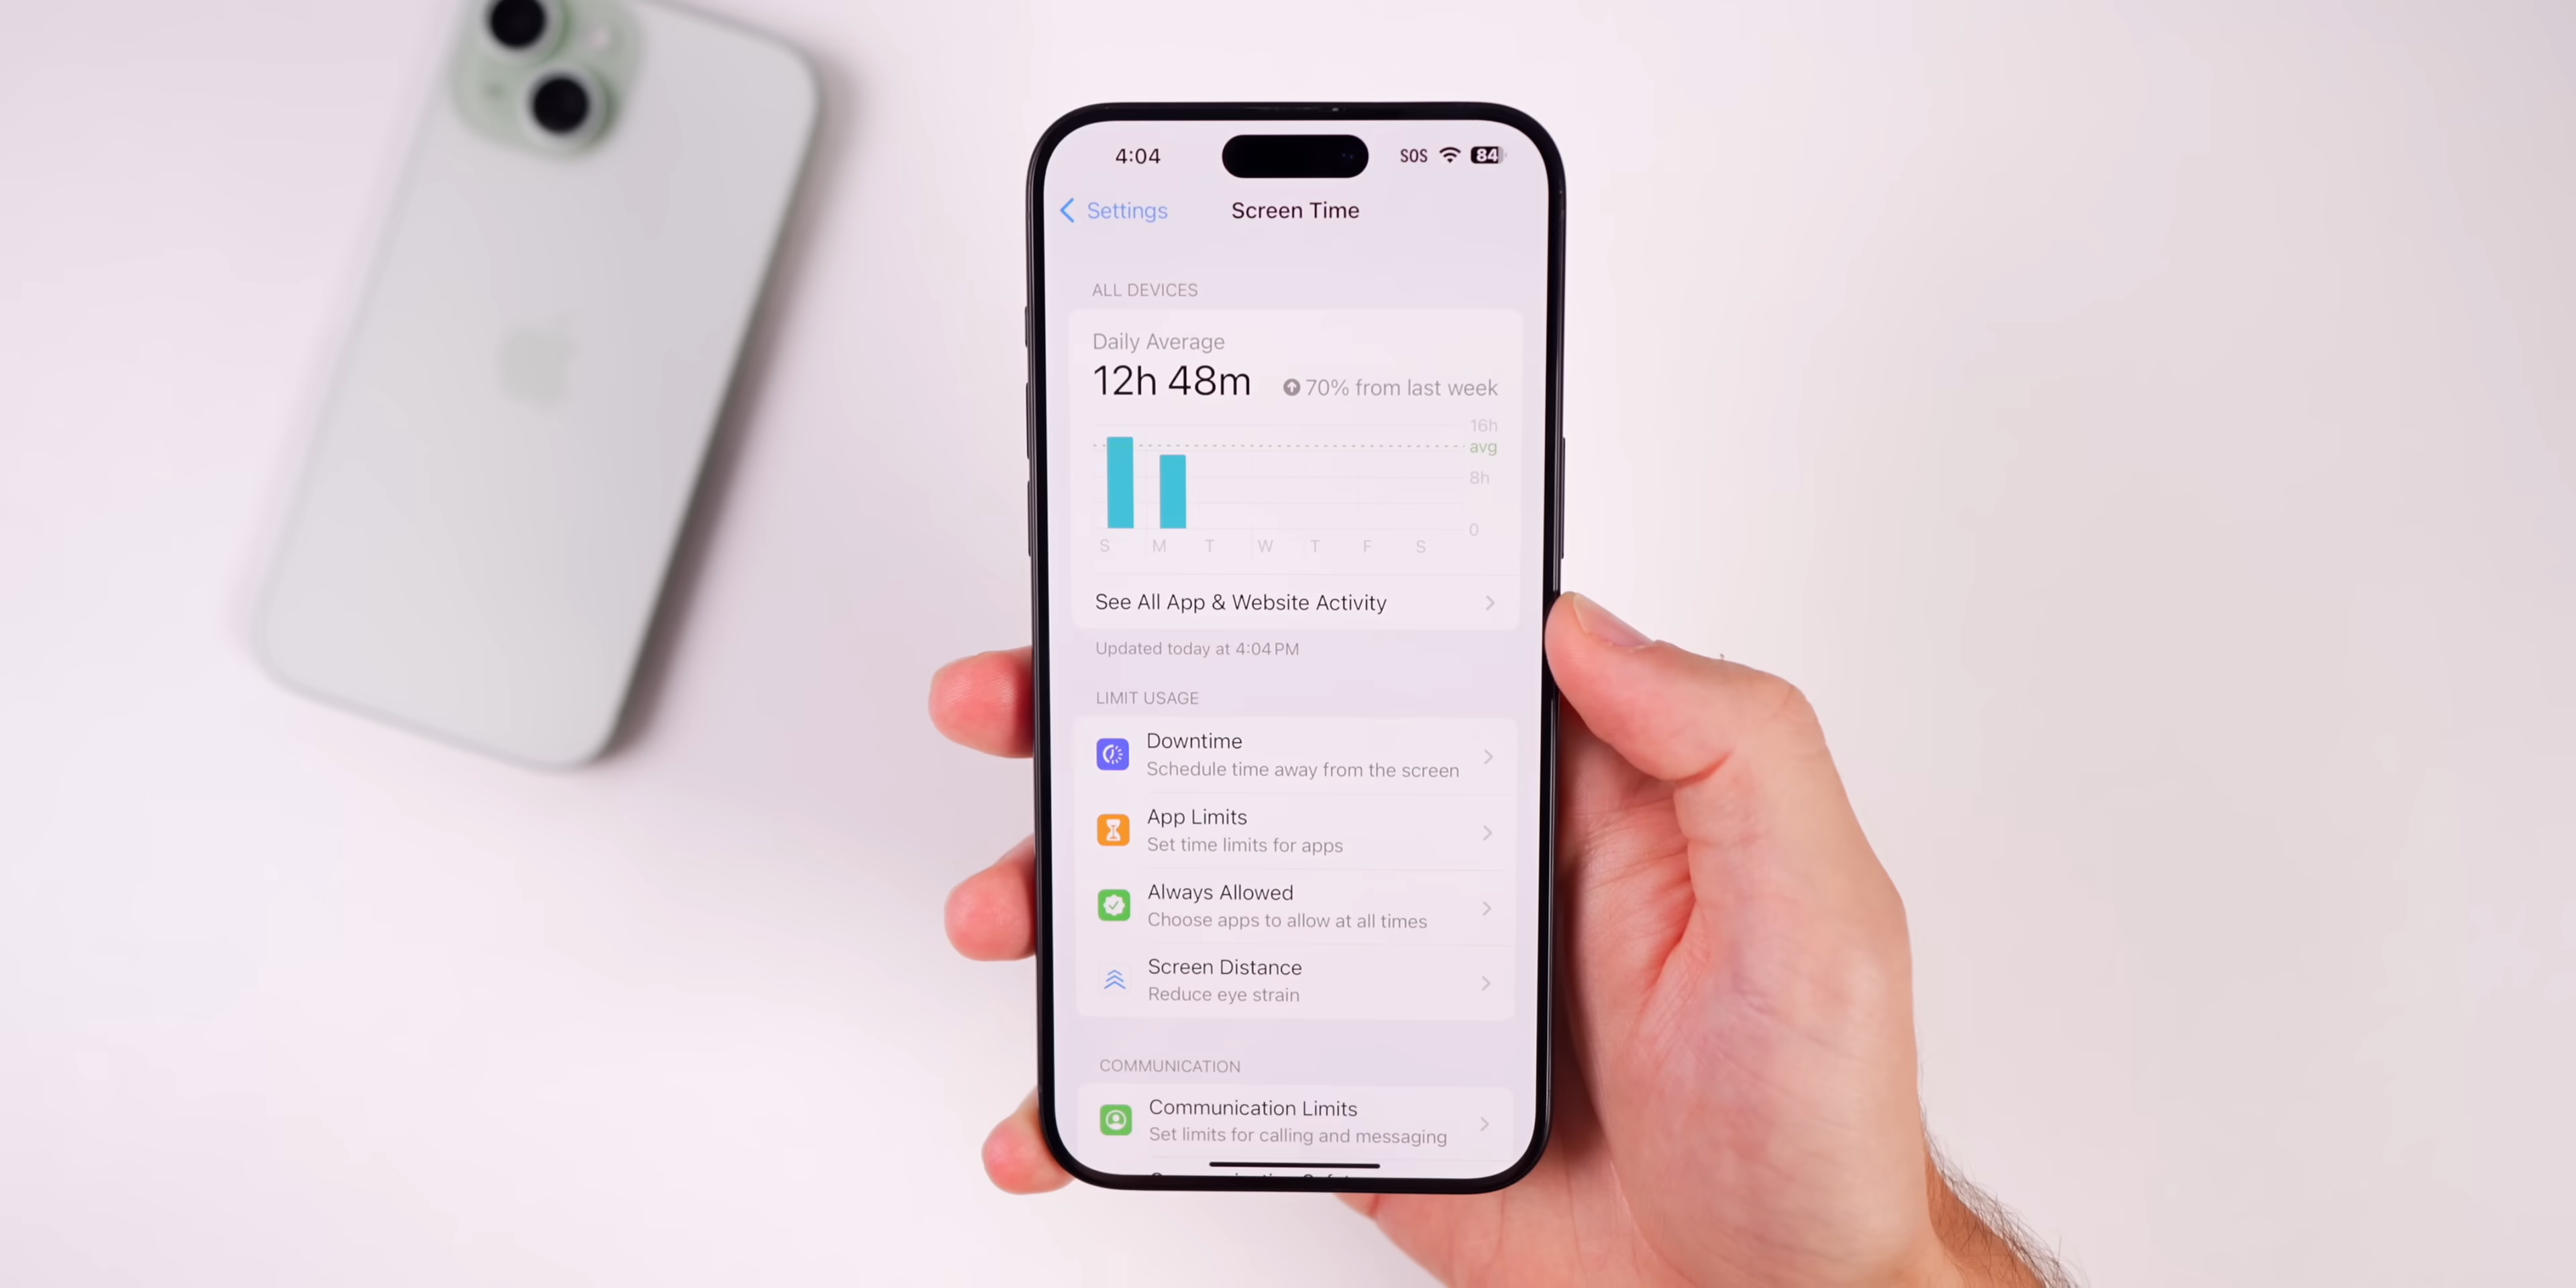 4:04 SOS 84
Settings Screen Time
ALL DEVICES
Daily Average
12h 48m 70% from last week
16h
avg
8h
0
S M T W T F S
See All App & Website Activity
Updated today at 4:04 PM
LIMIT USAGE
Downtime
Schedule time away from the screen
App Limits
Set time limits for apps
Always Allowed
Choose apps to allow at all times
Screen Distance
Reduce eye strain
COMMUNICATION
Communication Limits
Set limits for calling and messaging